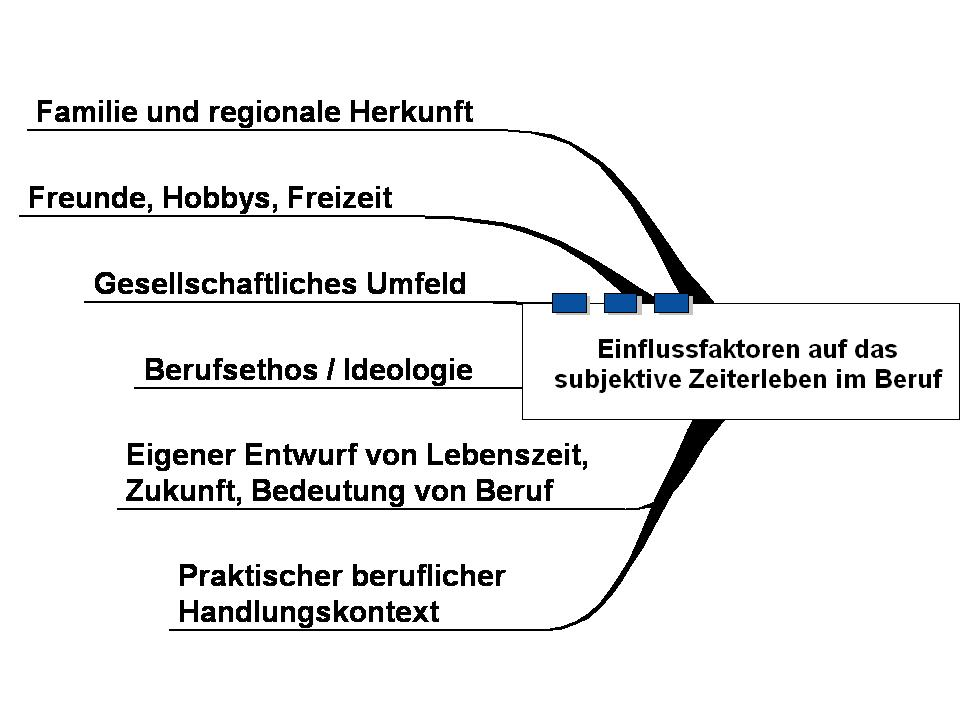 Familie und regionale Herkunft
Freunde, Hobbys, Freizeit
Gesellschaftliches Umfeld
Berufsethos / Ideologie
Eigener Entwurf von Lebenszeit,
Zukunft, Bedeutung von Beruf
Praktischer beruflicher
Handlungskontext
Einflussfaktoren auf das
subjektive Zeiterleben im Beruf